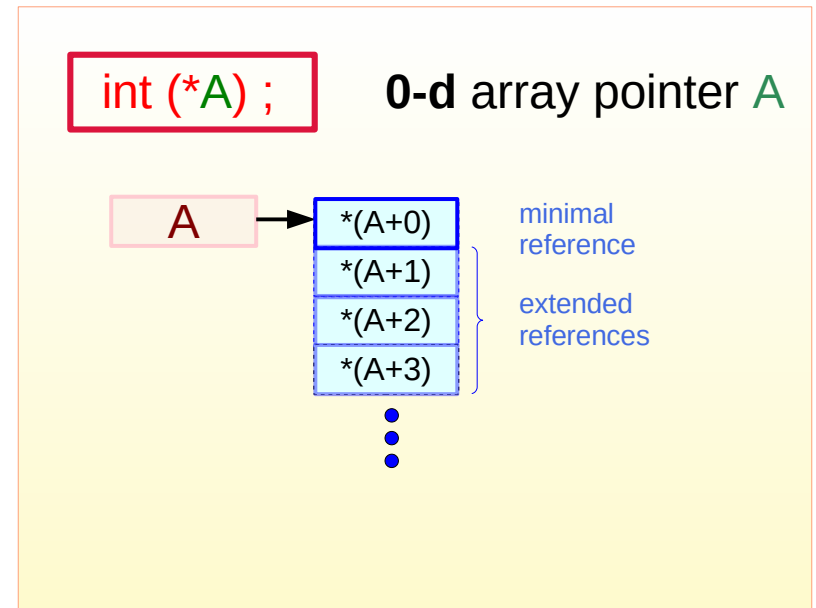 int (*A) ;
0-d array pointer A
A
*(A+0)
minimal
reference
*(A+1)
*(A+2)
*(A+3)
extended
references